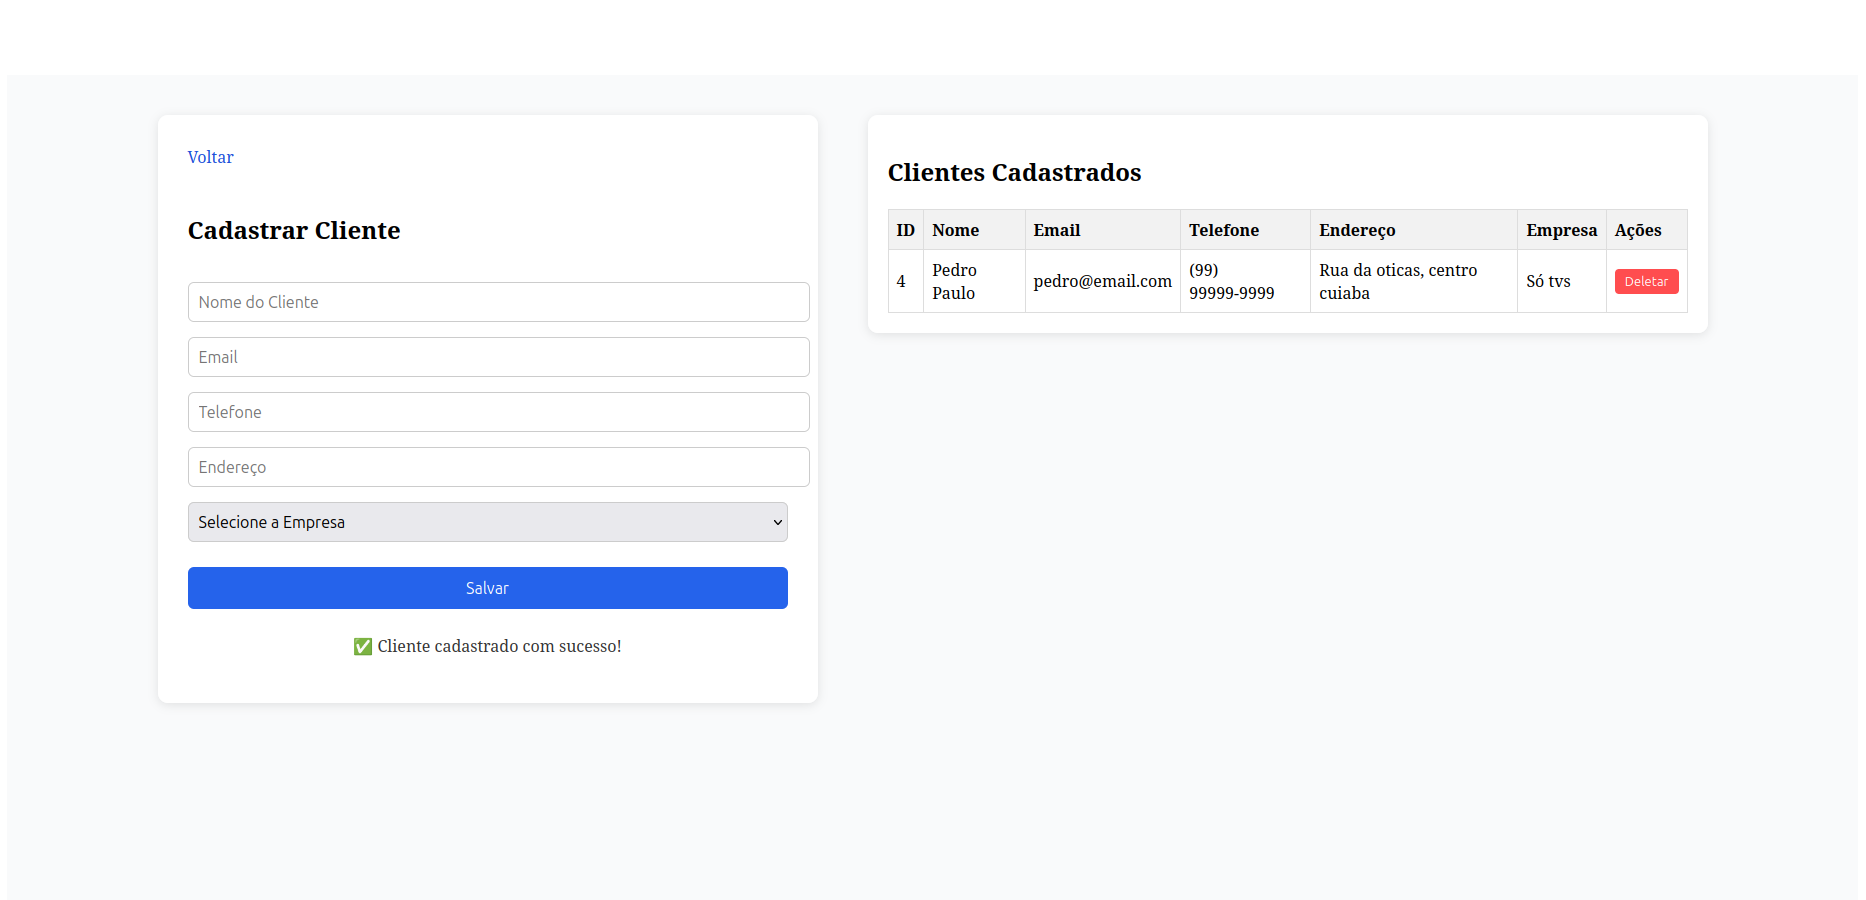 Voltar
Cadastrar Cliente
Nome do Cliente
Email
Telefone
Endereço
Selecione a Empresa
Salvar
✅ Cliente cadastrado com sucesso!
Clientes Cadastrados
ID Nome Email Telefone Endereço Empresa Ações
4 Pedro Paulo pedro@email.com (99) 99999-9999 Rua da oticas, centro cuiaba Só tvs Deletar